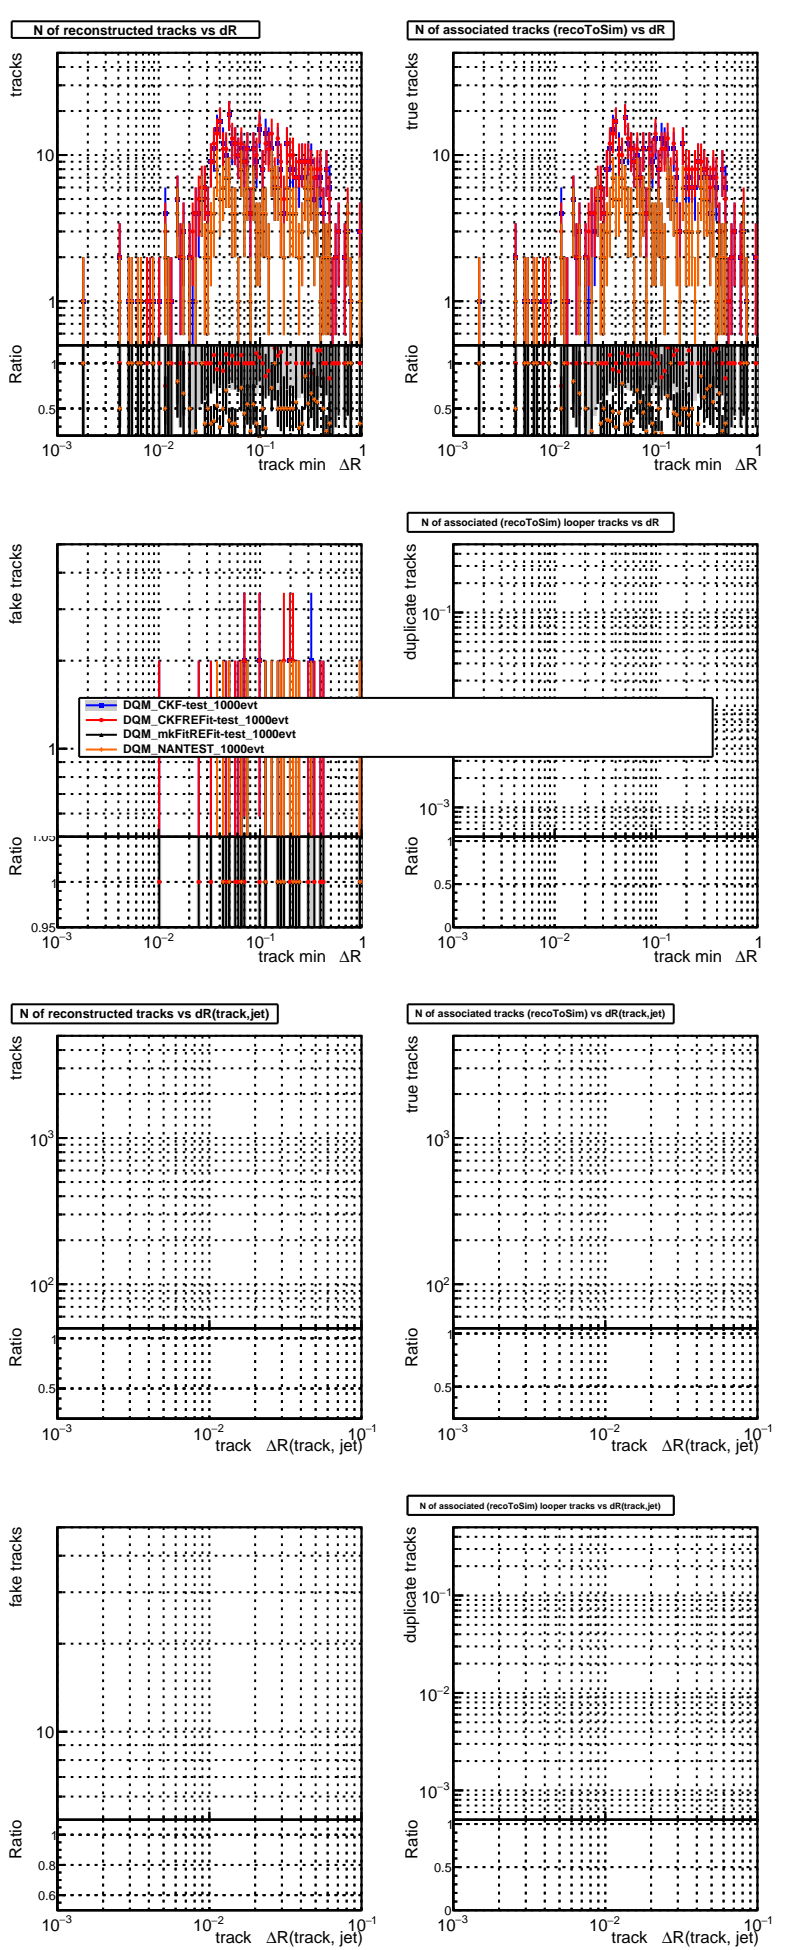 N of reconstructed tracks vs dR
tracks
10
1
Ratio
1
0.5
10−3 10−2 10−1 1
track min ΔR
N of associated tracks (recoToSim) vs dR
true tracks
10
1
Ratio
1
0.5
10−3 10−2 10−1 1
track min ΔR
fake tracks
1
Ratio
1.05
1
0.95
10−3 10−2 10−1 1
track min ΔR
N of associated (recoToSim) looper tracks vs dR
duplicate tracks
10−1
10−3
Ratio
1
0.5
0
10−3 10−2 10−1 1
track min ΔR
DQM_CKF-test_1000evt
DQM_CKFREFit-test_1000evt
DQM_mkFitREFit-test_1000evt
DQM_NANTEST_1000evt
N of reconstructed tracks vs dR(track,jet)
tracks
103
102
Ratio
1
0.5
10−3 10−2 10−1
track ΔR(track, jet)
N of associated tracks (recoToSim) vs dR(track,jet)
true tracks
103
102
Ratio
1
0.5
10−3 10−2 10−1
track ΔR(track, jet)
fake tracks
10
Ratio
1
0.8
0.6
10−3 10−2 10−1
track ΔR(track, jet)
N of associated (recoToSim) looper tracks vs dR(track,jet)
duplicate tracks
10−1
10−2
10−3
Ratio
1
0.5
0
10−3 10−2 10−1
track ΔR(track, jet)